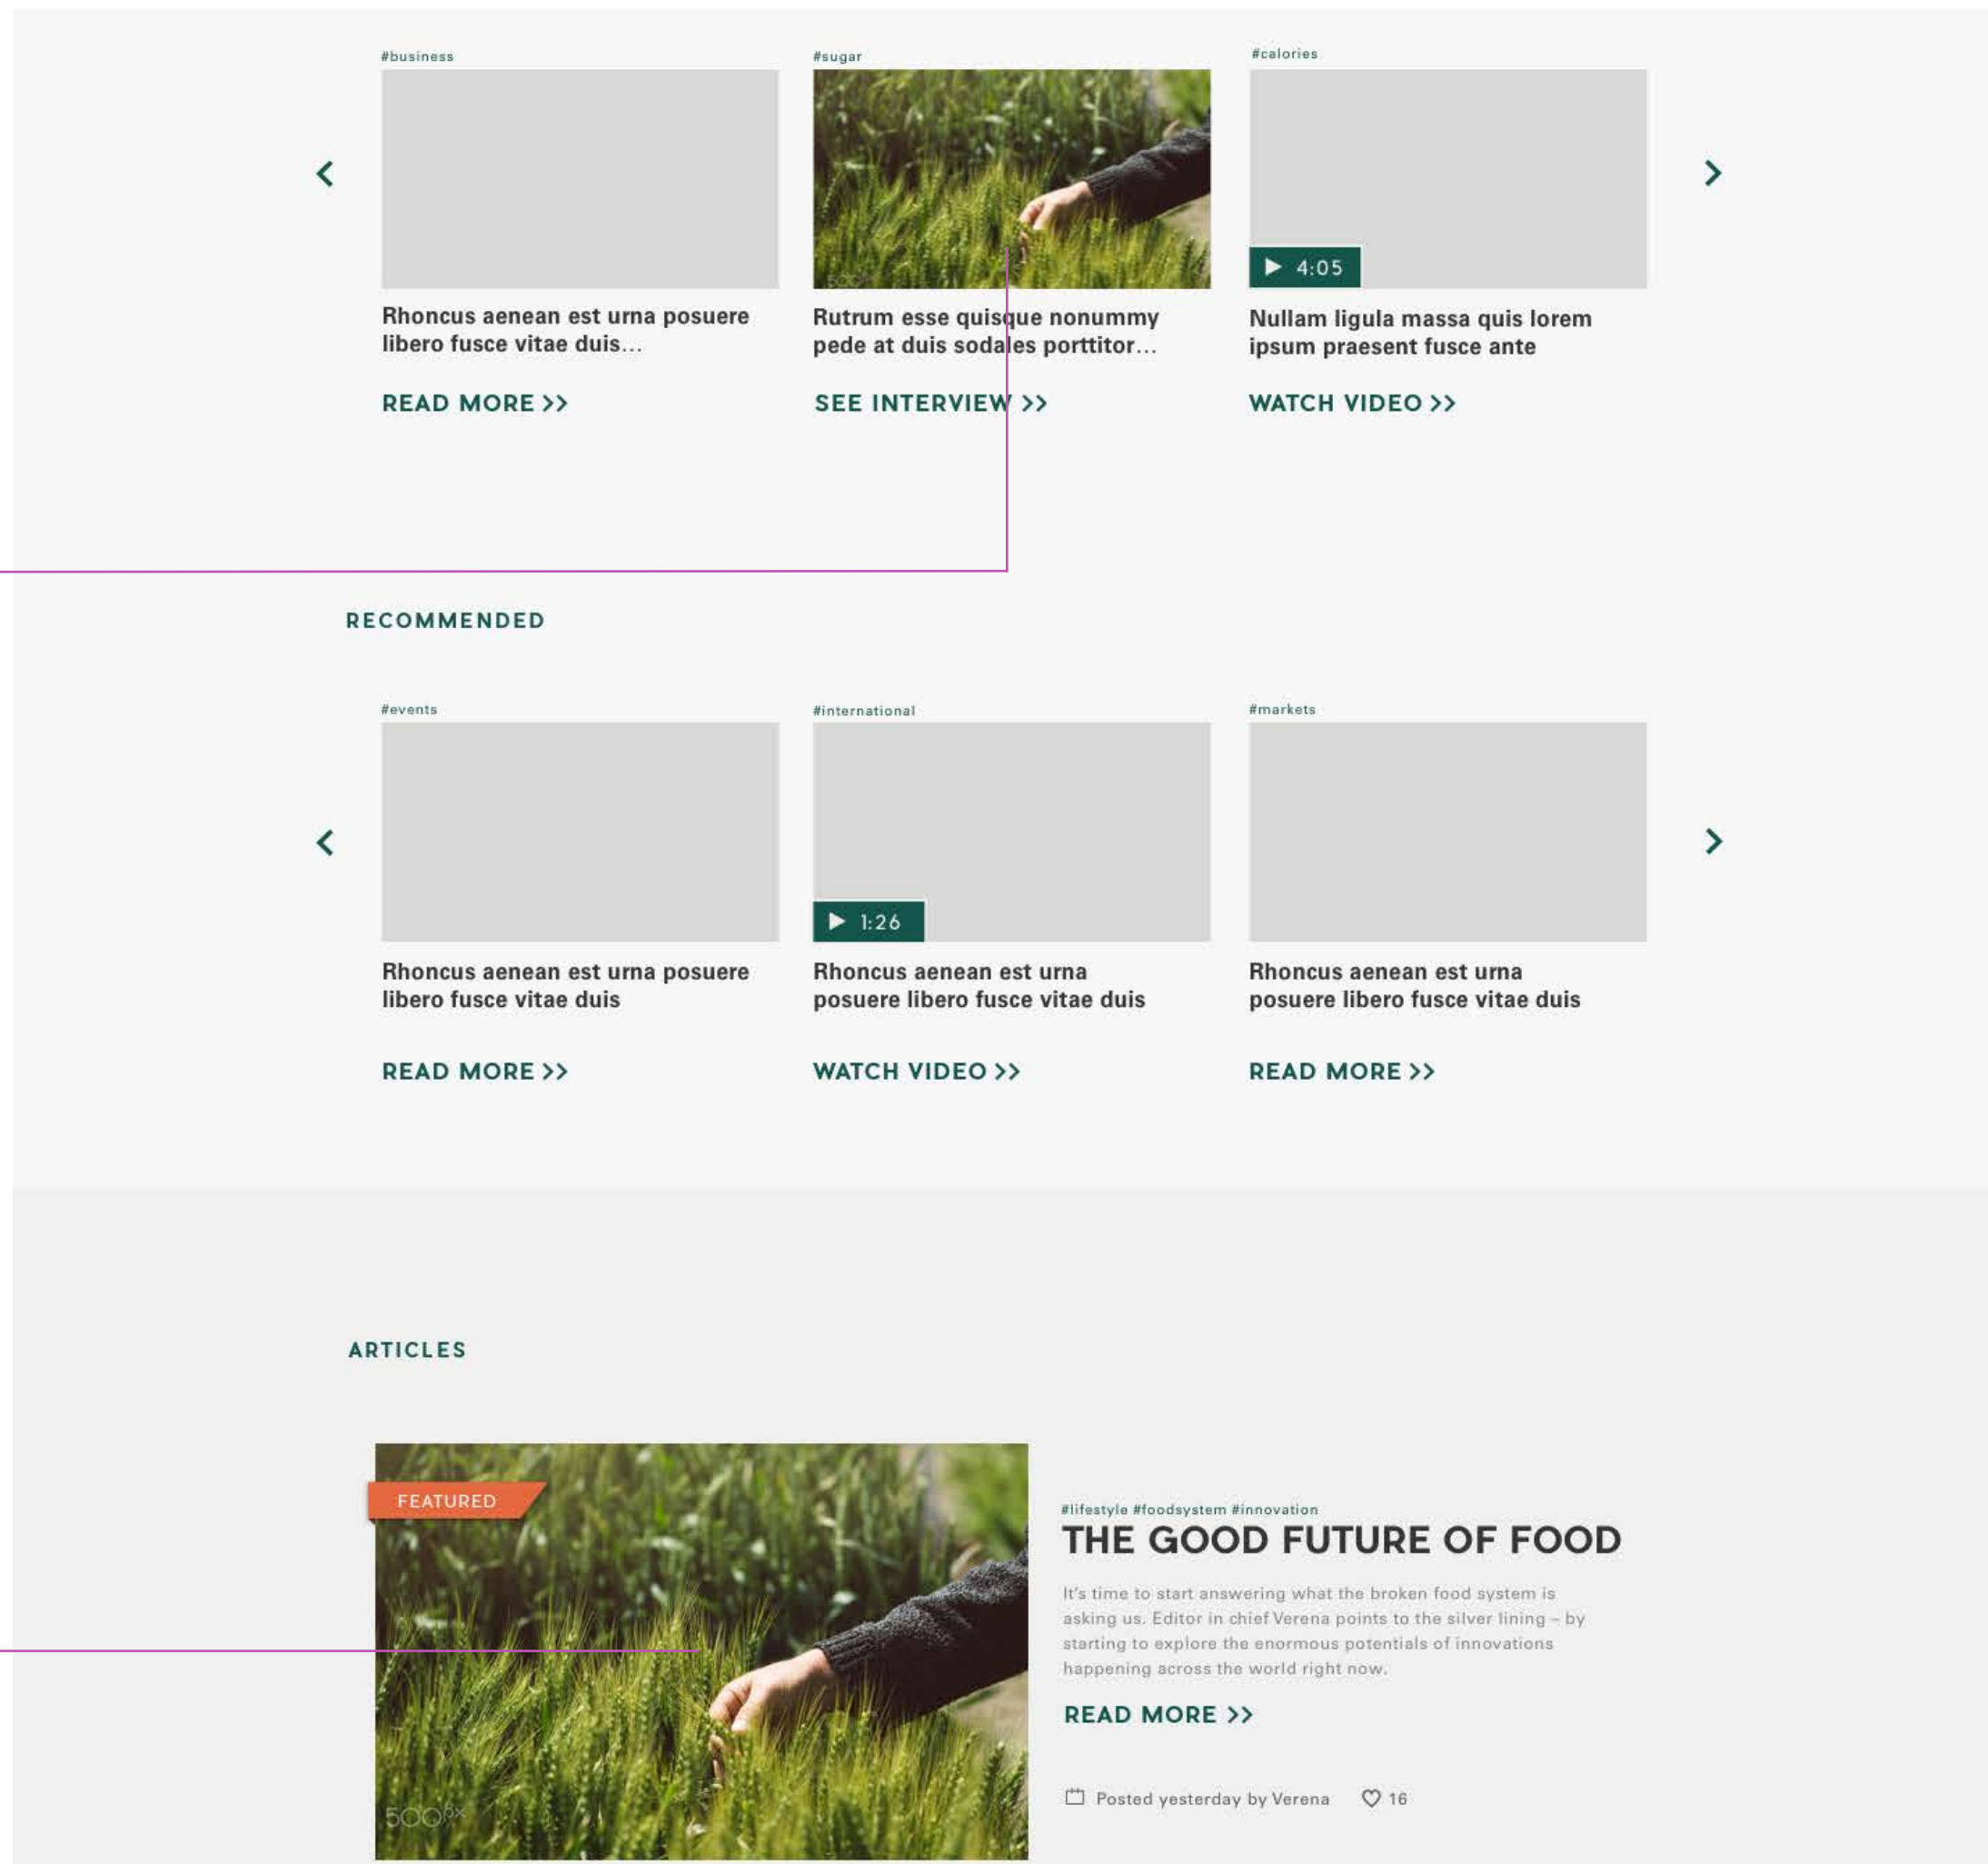 #business
#sugar
#calories
500px
4:05
Rhoncus aenean est urna posuere
libero fusce vitae duis...
Rutrum esse quisque nonummy
pede at duis sodales porttitor...
Nullam ligula massa quis lorem
ipsum praesent fusce ante
READ MORE >>
SEE INTERVIEW >>
WATCH VIDEO >>
RECOMMENDED
#events
#international
#markets
1:26
Rhoncus aenean est urna posuere
libero fusce vitae duis
Rhoncus aenean est urna
posuere libero fusce vitae duis
Rhoncus aenean est urna
posuere libero fusce vitae duis
READ MORE >>
WATCH VIDEO >>
READ MORE >>
ARTICLES
FEATURED
500px
#lifestyle #foodsystem #innovation
THE GOOD FUTURE OF FOOD
It's time to start answering what the broken food system is
asking us. Editor in chief Verena points to the silver lining – by
starting to explore the enormous potentials of innovations
happening across the world right now.
READ MORE >>
Posted yesterday by Verena
16